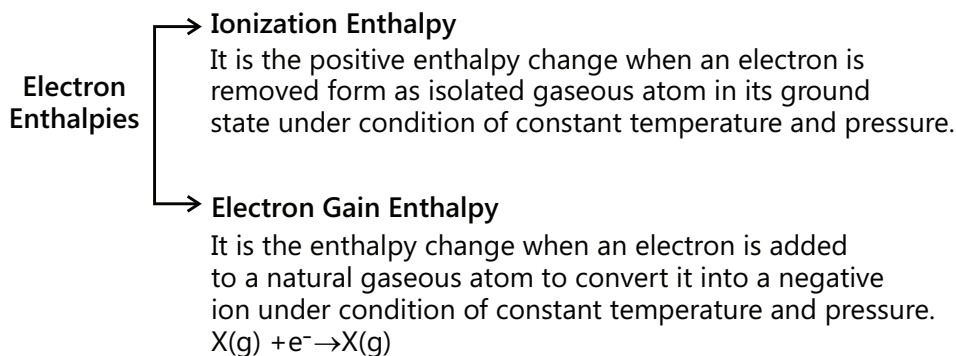 Ionization Enthalpy
It is the positive enthalpy change when an electron is
removed form as isolated gaseous atom in its ground
state under condition of constant temperature and pressure.
Electron
Enthalpies
Electron Gain Enthalpy
It is the enthalpy change when an electron is added
to a natural gaseous atom to convert it into a negative
ion under condition of constant temperature and pressure.
X(g) +e⁻→X(g)